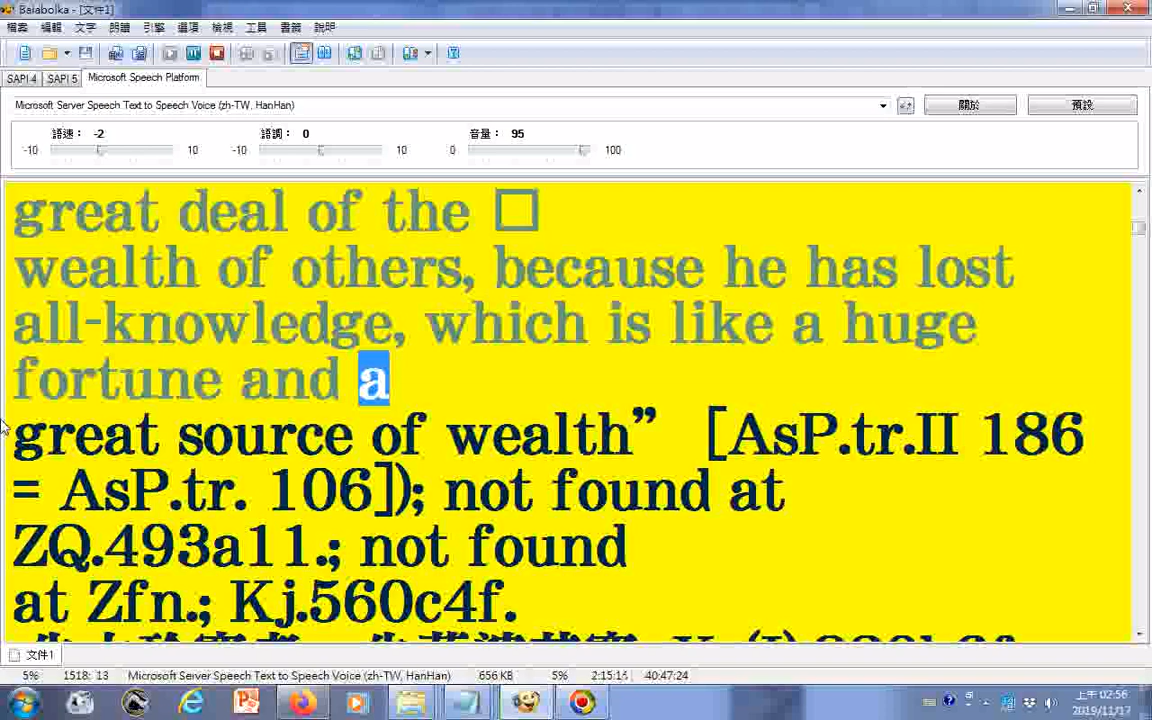 Balabolka - [文件1]
檔案 編輯 文字 朗讀 引擎 選項 檢視 工具 書籤 說明
SAPI 4 SAPI 5 Microsoft Speech Platform
Microsoft Server Speech Text to Speech Voice (zh-TW, HanHan) 關於 預設
語速： -2 語調： 0 音量： 95
-10 10 -10 10 0 100
great deal of the □
wealth of others, because he has lost
all-knowledge, which is like a huge
fortune and a
great source of wealth” [AsP.tr.II 186
= AsP.tr. 106]); not found at
ZQ.493a11.; not found
at Zfn.; Kj.560c4f.
文件1
5% 1518: 13 Microsoft Server Speech Text to Speech Voice (zh-TW, HanHan) 656 KB 5% 2:15:15 40:47:24
上午 02:56
2019/11/17